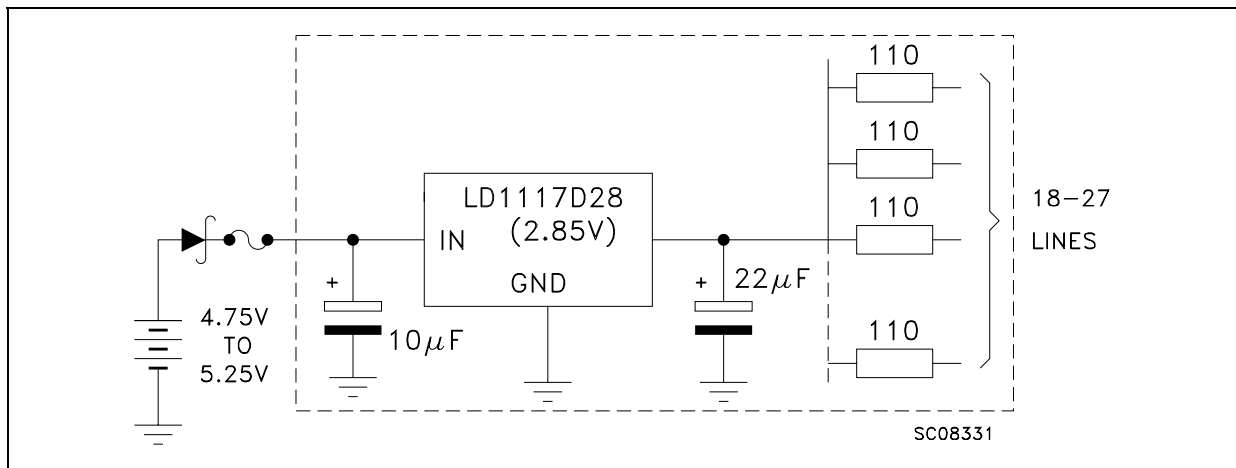 110
110
110
110
18-27
LINES
LD1117D28
(2.85V)
IN
GND
+
10μF
+
22μF
4.75V
TO
5.25V
SC08331